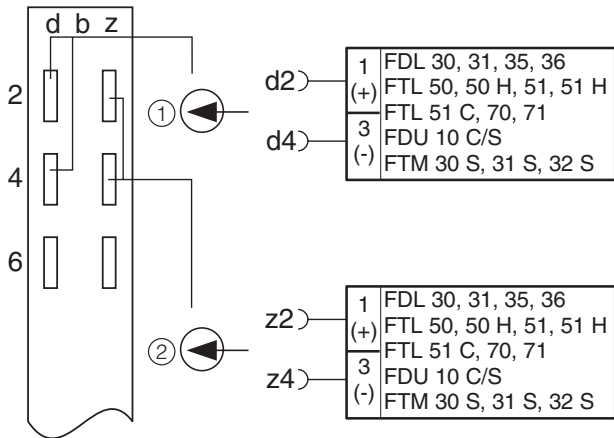 d b z
2
4
6
①
②
d2
d4
1
(+)
3
(-)
FDL 30, 31, 35, 36
FTL 50, 50 H, 51, 51 H
FTL 51 C, 70, 71
FDU 10 C/S
FTM 30 S, 31 S, 32 S
z2
z4
1
(+)
3
(-)
FDL 30, 31, 35, 36
FTL 50, 50 H, 51, 51 H
FTL 51 C, 70, 71
FDU 10 C/S
FTM 30 S, 31 S, 32 S